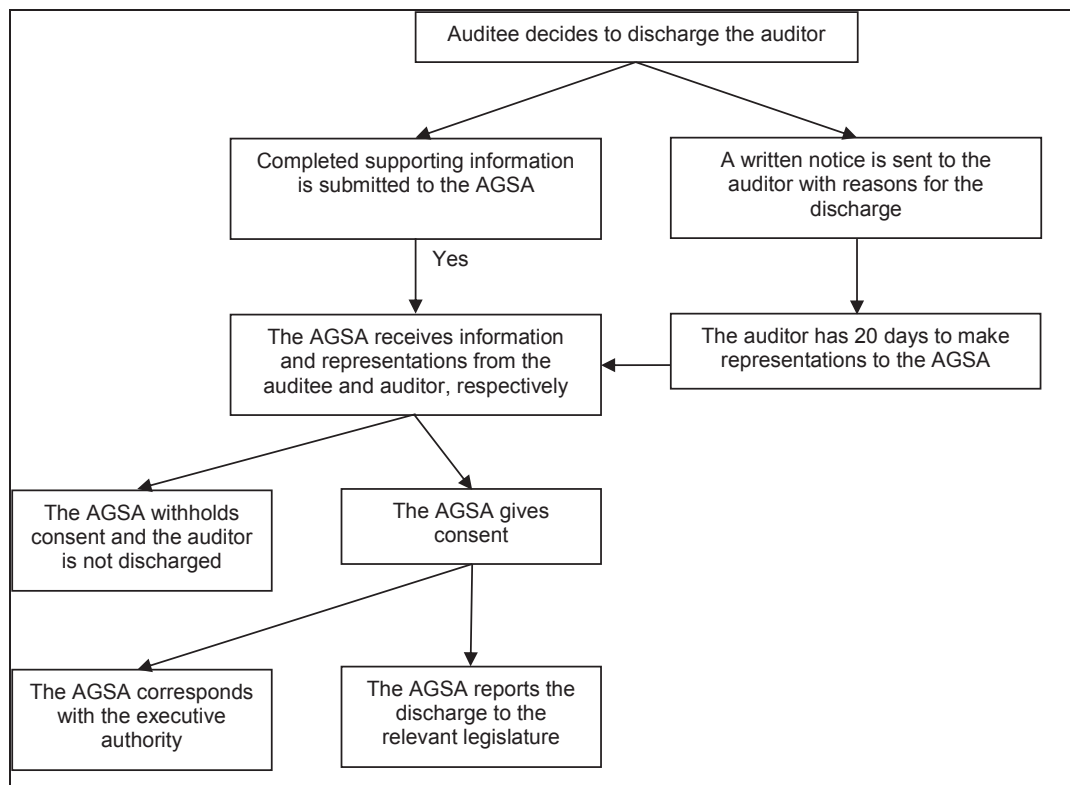 Auditee decides to discharge the auditor
Completed supporting information
is submitted to the AGSA
A written notice is sent to the
auditor with reasons for the
discharge
Yes
The AGSA receives information
and representations from the
auditee and auditor, respectively
The auditor has 20 days to make
representations to the AGSA
The AGSA withholds
consent and the auditor
is not discharged
The AGSA gives
consent
The AGSA corresponds
with the executive
authority
The AGSA reports the
discharge to the
relevant legislature